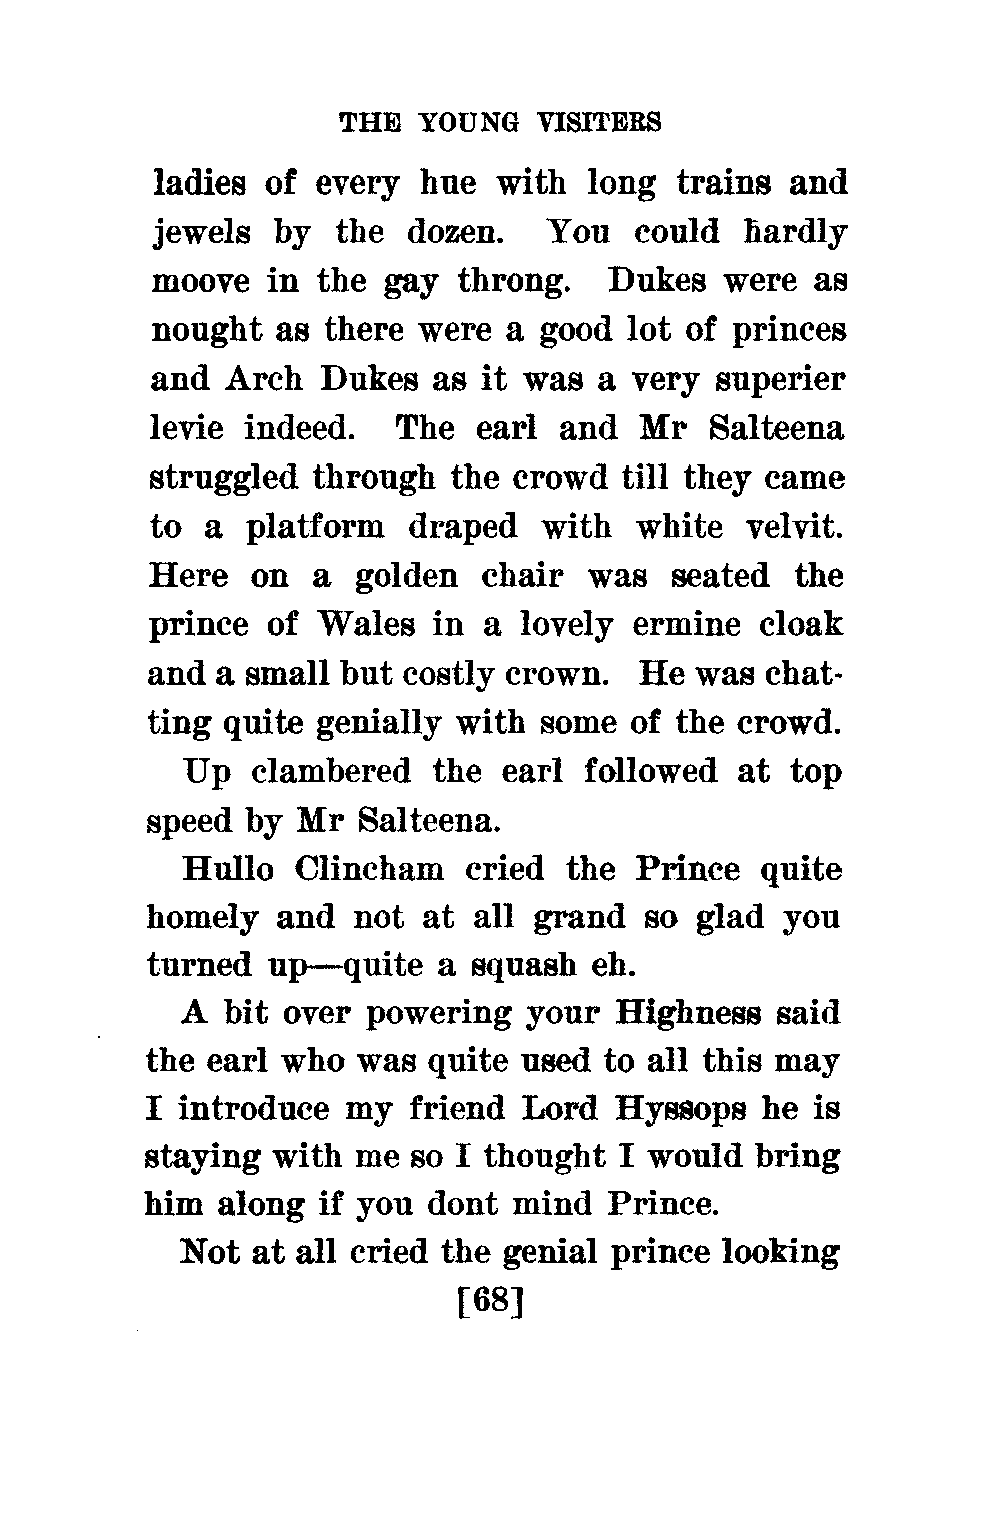 THE YOUNG VISITERS
ladies of every hue with long trains and
jewels by the dozen. You could hardly
moove in the gay throng. Dukes were as
nought as there were a good lot of princes
and Arch Dukes as it was a very superier
levie indeed. The earl and Mr Salteena
struggled through the crowd till they came
to a platform draped with white velvit.
Here on a golden chair was seated the
prince of Wales in a lovely ermine cloak
and a small but costly crown. He was chat-
ting quite genially with some of the crowd.
Up clambered the earl followed at top
speed by Mr Salteena.
Hullo Clincham cried the Prince quite
homely and not at all grand so glad you
turned up—quite a squash eh.
A bit over powering your Highness said
the earl who was quite used to all this may
I introduce my friend Lord Hyssops he is
staying with me so I thought I would bring
him along if you dont mind Prince.
Not at all cried the genial prince looking
[68]